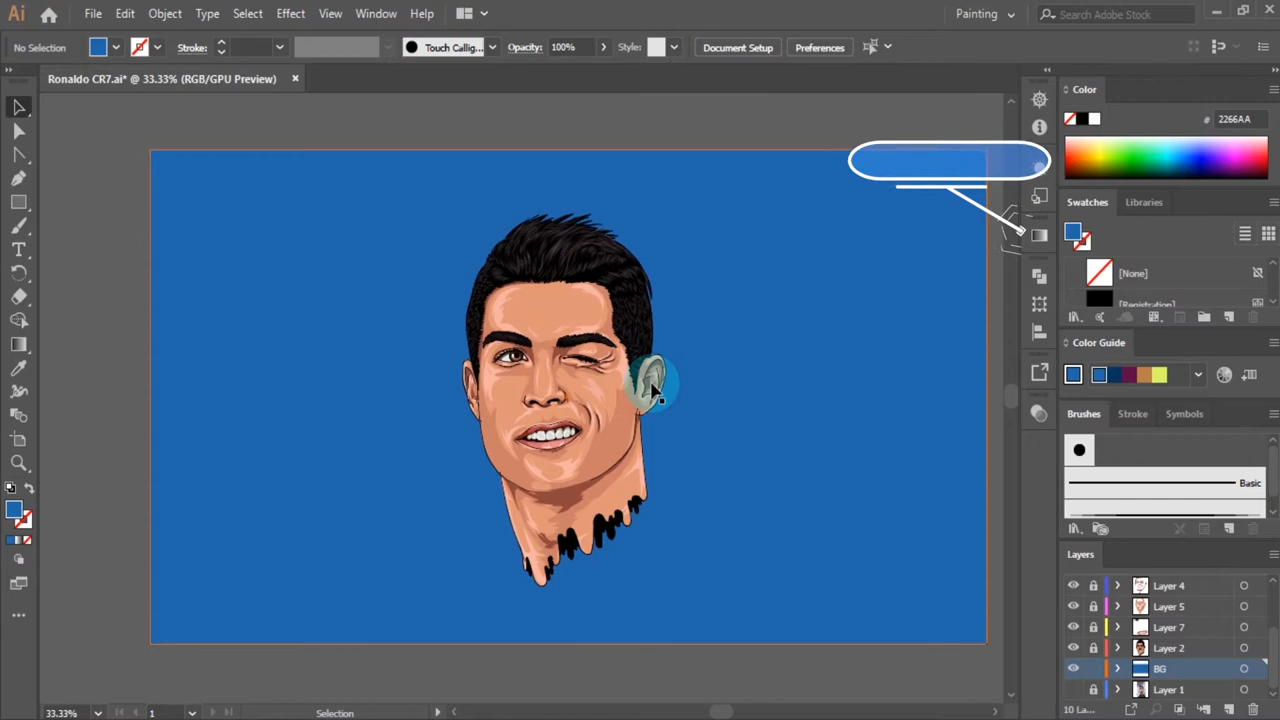 Ai File Edit Object Type Select Effect View Window Help Painting Search Adobe Stock
No Selection Stroke: Touch Callig... Opacity: 100% Style: Document Setup Preferences
Ronaldo CR7.ai* @ 33.33% (RGB/GPU Preview) ×
Color
# 2266AA
Swatches Libraries
[None]
[Registration]
Color Guide
Brushes Stroke Symbols
Basic
Layers
Layer 4
Layer 5
Layer 7
Layer 2
BG
Layer 1
33.33% 1 Selection 10 La...